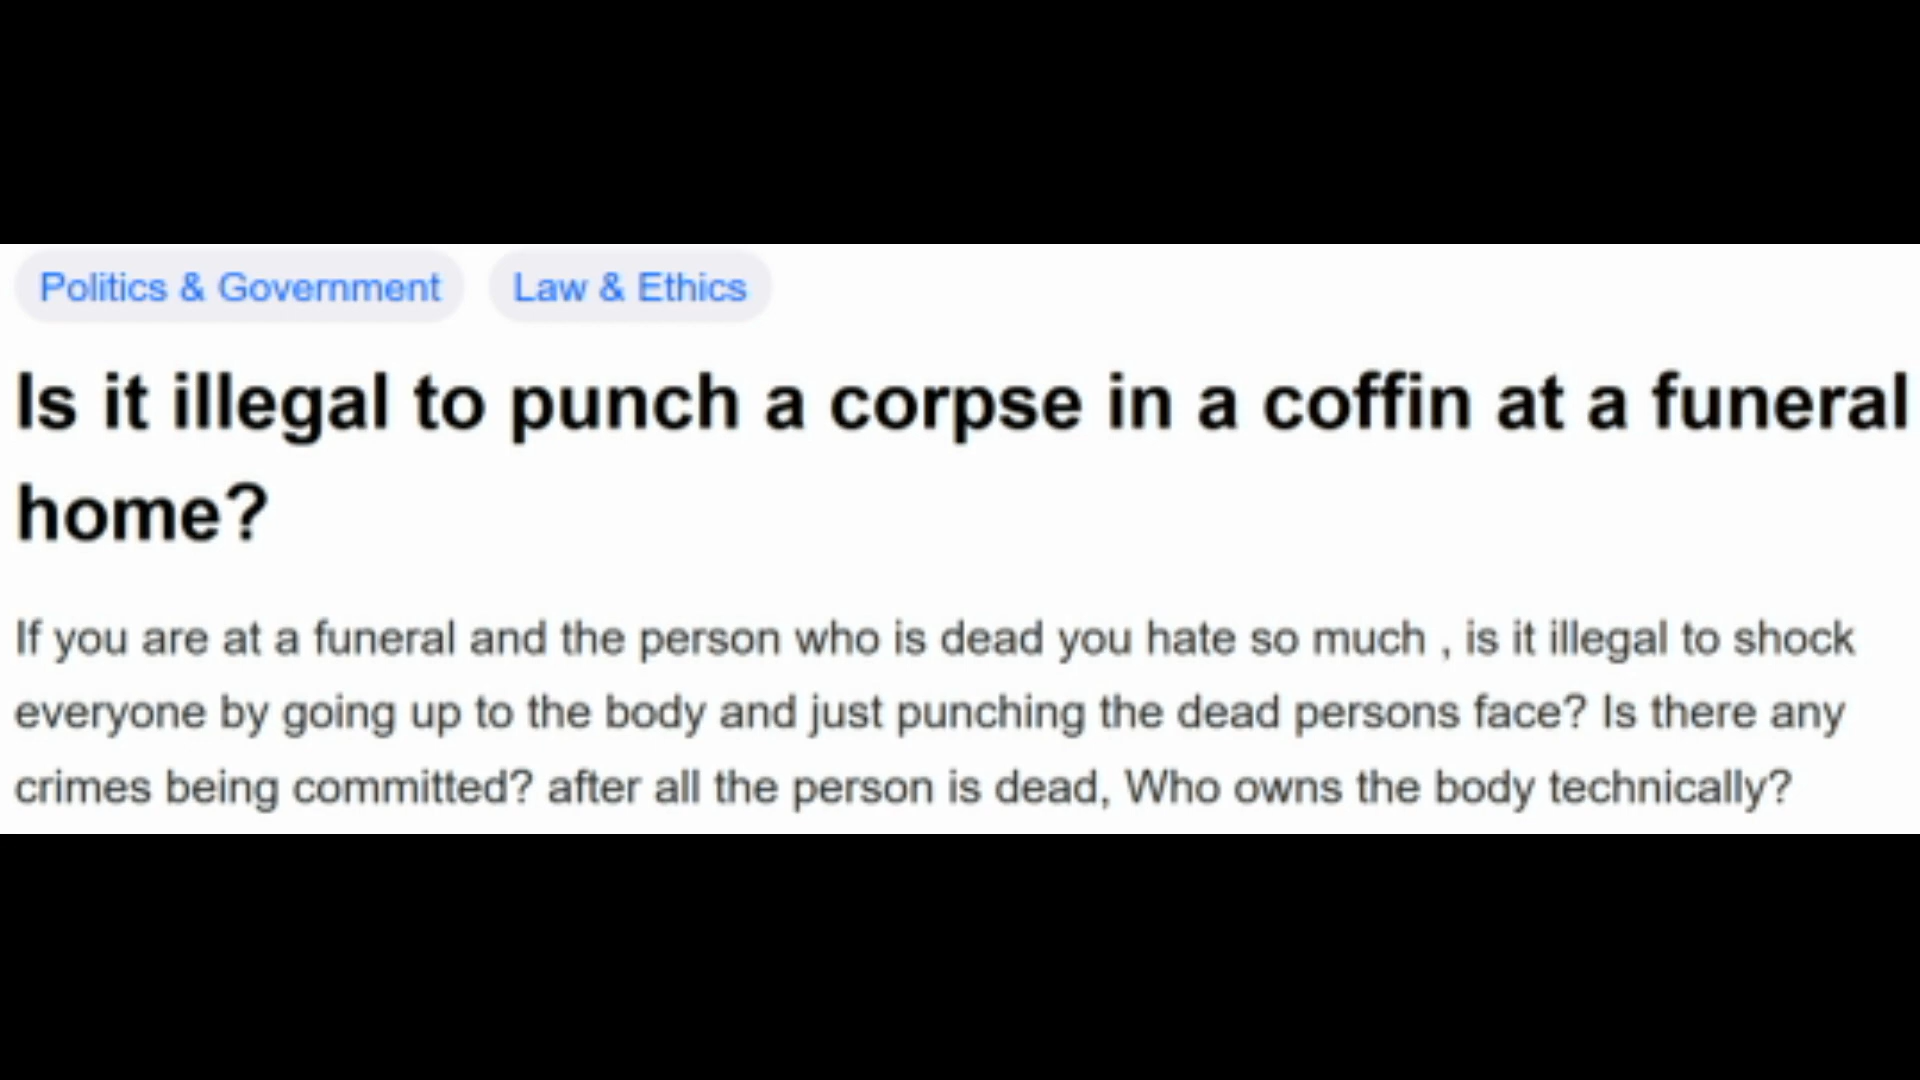 Politics & Government Law & Ethics
Is it illegal to punch a corpse in a coffin at a funeral
home?
If you are at a funeral and the person who is dead you hate so much , is it illegal to shock
everyone by going up to the body and just punching the dead persons face? Is there any
crimes being committed? after all the person is dead, Who owns the body technically?